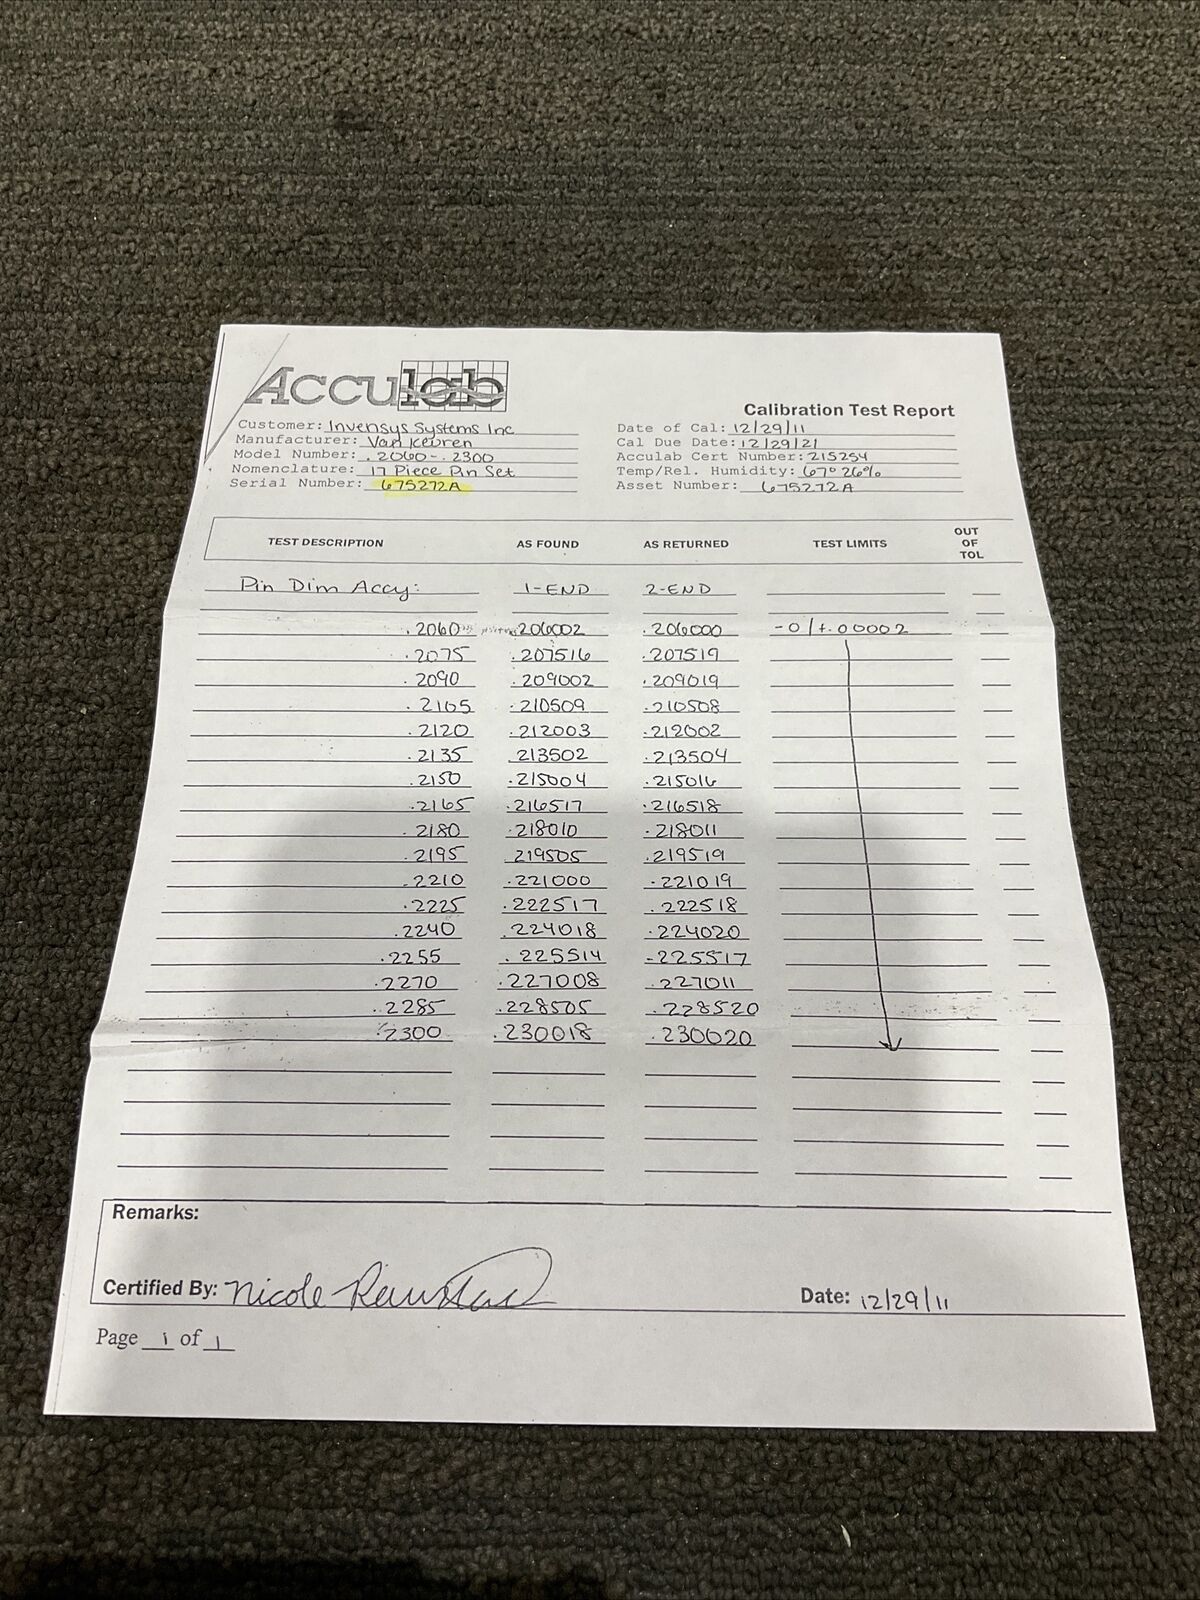 Acculab
Calibration Test Report
Customer: Invensys Systems Inc
Manufacturer: Van Keuren
Model Number: .2060-.2300
Nomenclature: 17 Piece Pin Set
Serial Number: 675272A
Date of Cal: 12/29/11
Cal Due Date: 12/29/21
Acculab Cert Number: 215254
Temp/Rel. Humidity: 67° 26%
Asset Number: 675272A
TEST DESCRIPTION AS FOUND AS RETURNED TEST LIMITS OUT OF TOL
Pin Dim Accy: 1-END 2-END
.2060 .206002 .206000 -0/+.00002
.2075 .207516 .207519
.2090 .209002 .209019
.2105 .210509 .210508
.2120 .212003 .212002
.2135 213502 .213504
.2150 .215004 .215016
.2165 .216517 .216518
.2180 .218010 .218011
.2195 219505 .219519
.2210 .221000 .221019
.2225 .222517 .222518
.2240 .224018 .224020
.2255 .225514 .225517
.2270 .227008 .227011
.2285 .228505 .228520
.2300 .230018 .230020
Remarks:
Certified By: Nicole
Date: 12/29/11
Page 1 of 1